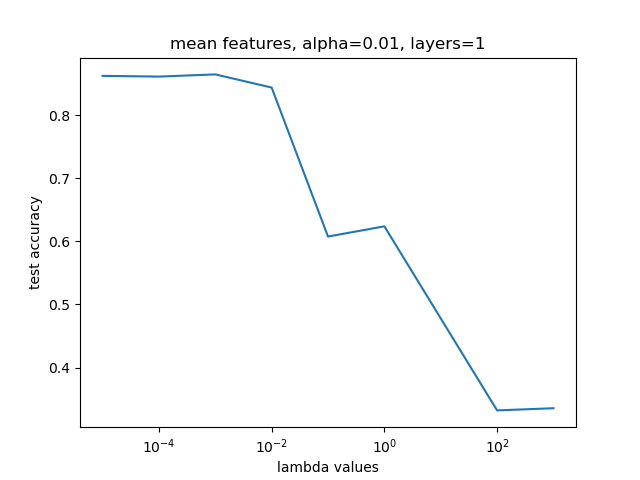 mean features, alpha=0.01, layers=1
0.8
0.7
0.6
0.5
0.4
test accuracy
10⁻⁴ 10⁻² 10⁰ 10²
lambda values